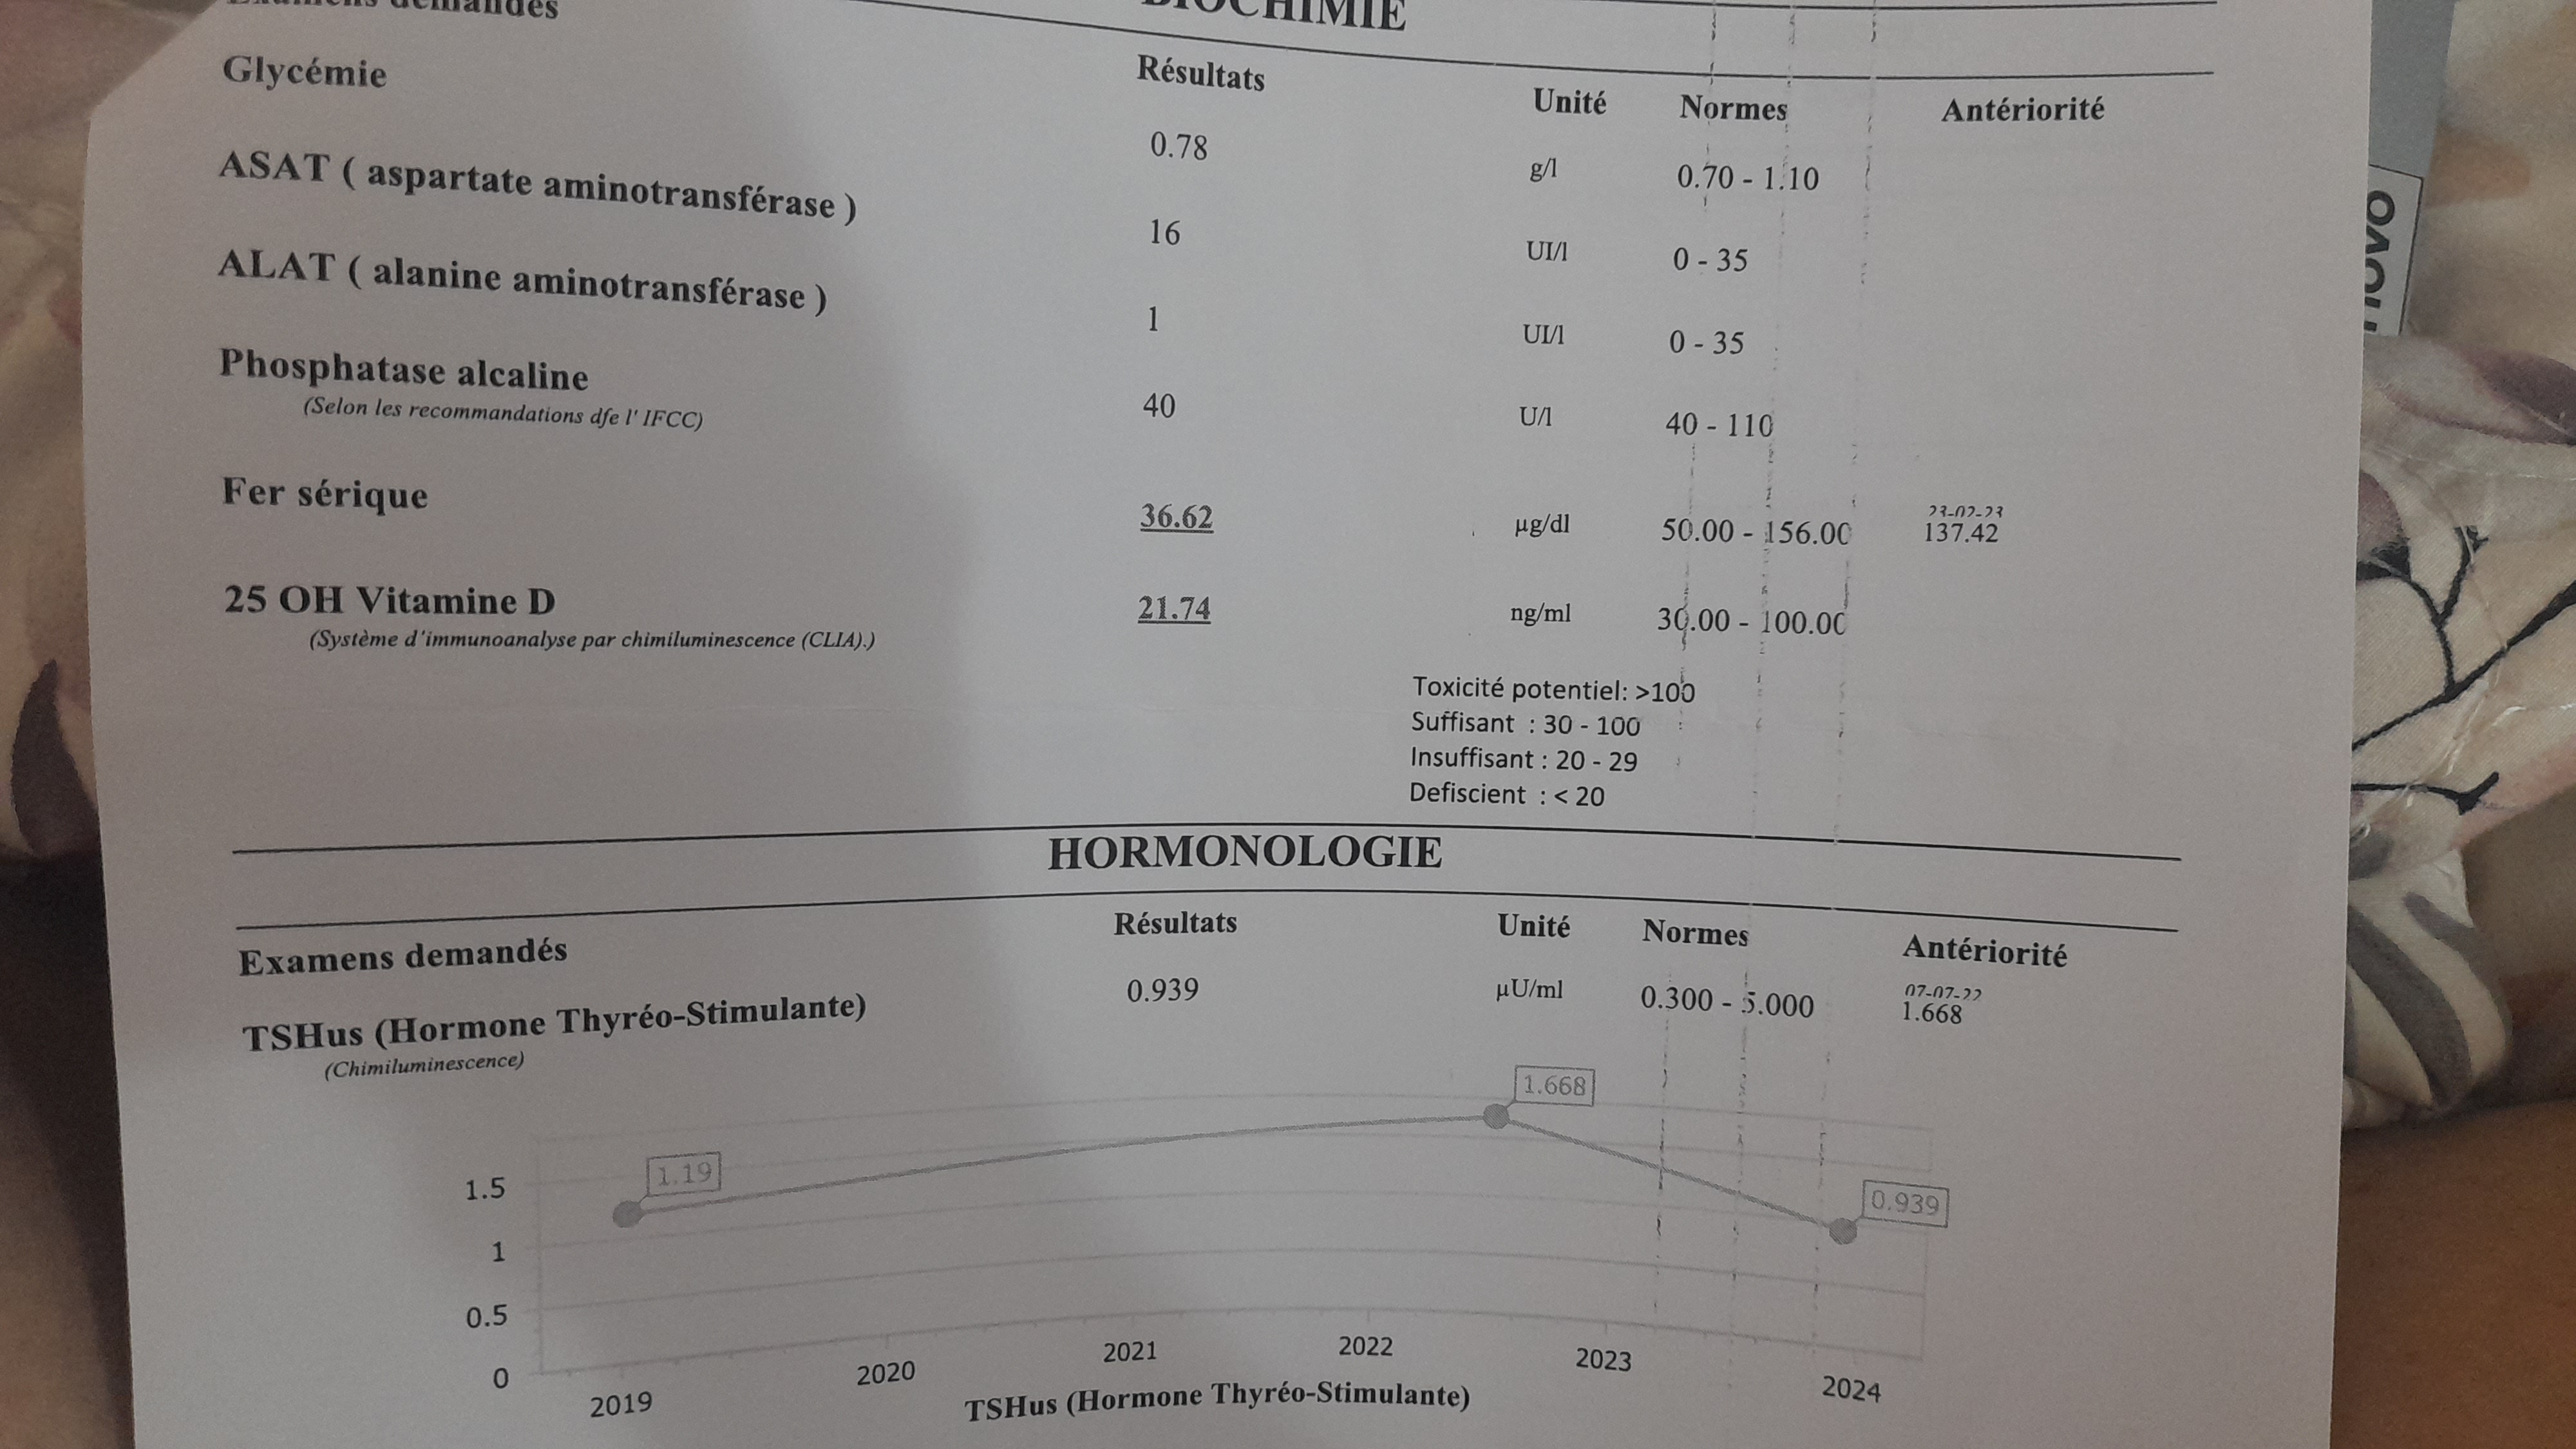 BIOCHIMIE
Examens demandés Résultats Unité Normes Antériorité
Glycémie 0.78 g/l 0.70 - 1.10
ASAT ( aspartate aminotransférase ) 16 UI/l 0 - 35
ALAT ( alanine aminotransférase ) 1 UI/l 0 - 35
Phosphatase alcaline 40 U/l 40 - 110
(Selon les recommandations dfe l' IFCC)
23-02-23
Fer sérique 36.62 µg/dl 50.00 - 156.00 137.42
25 OH Vitamine D 21.74 ng/ml 30.00 - 100.00
(Système d'immunoanalyse par chimiluminescence (CLIA).)
Toxicité potentiel: >100
Suffisant : 30 - 100
Insuffisant : 20 - 29
Defiscient : < 20
HORMONOLOGIE
Examens demandés Résultats Unité Normes Antériorité
07-07-22
TSHus (Hormone Thyréo-Stimulante) 0.939 µU/ml 0.300 - 5.000 1.668
(Chimiluminescence)
1.668
1.19
0.939
1.5
1
0.5
0
2019 2020 2021 2022 2023 2024
TSHus (Hormone Thyréo-Stimulante)
novo